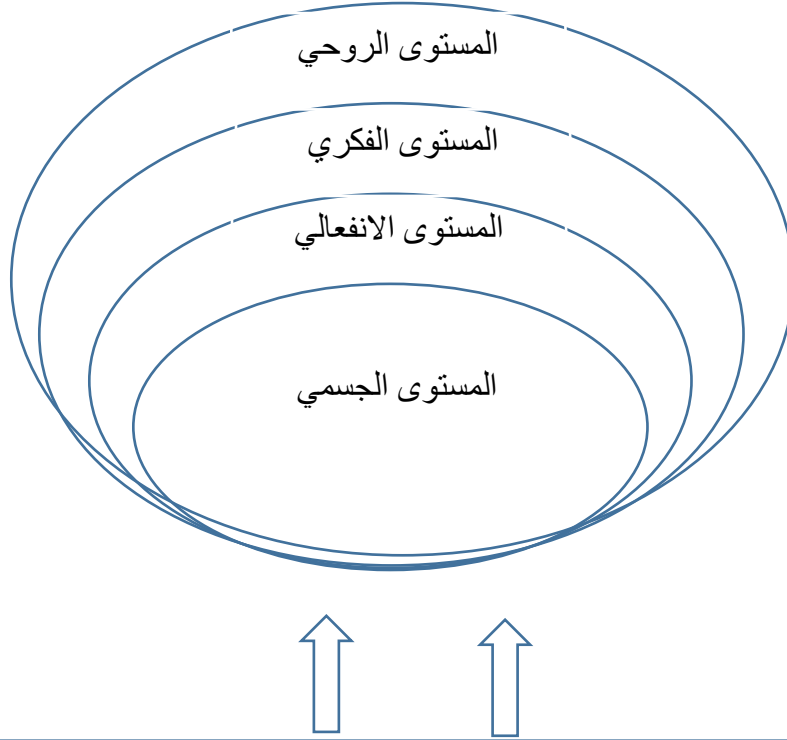 المستوى الروحي
المستوى الفكري
المستوى الانفعالي
المستوى الجسمي